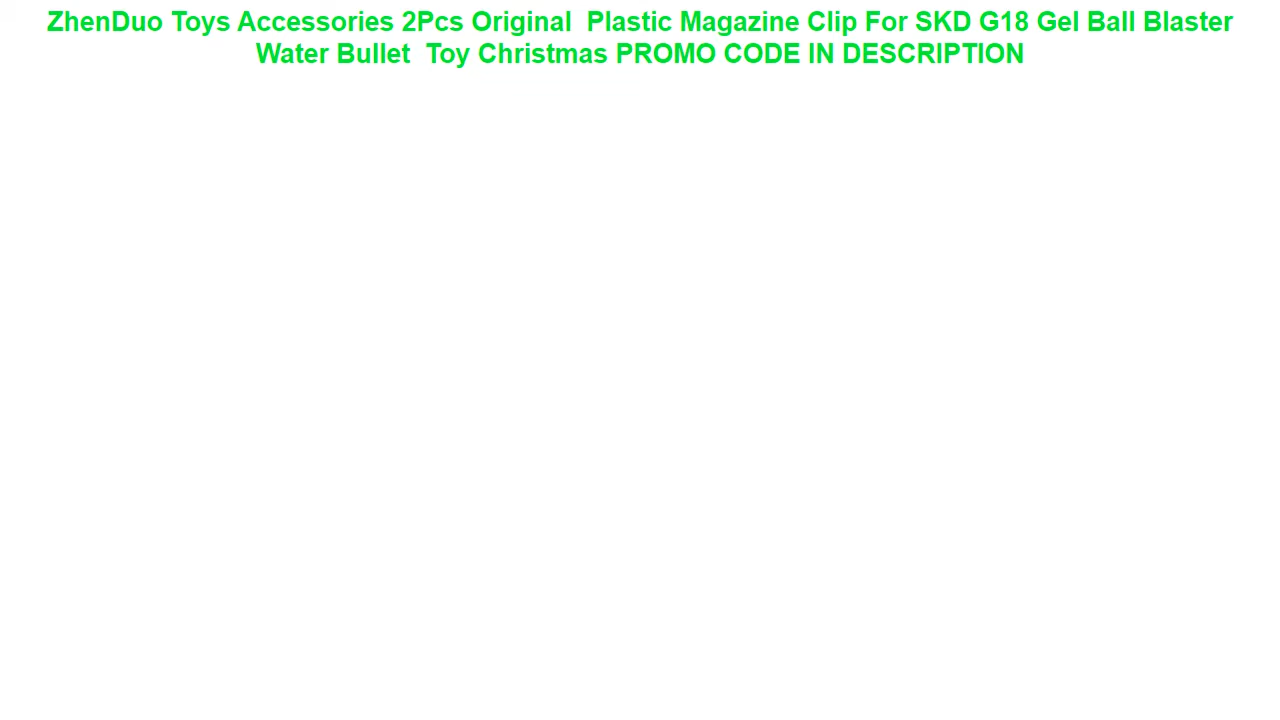 ZhenDuo Toys Accessories 2Pcs Original  Plastic Magazine Clip For SKD G18 Gel Ball Blaster
Water Bullet  Toy Christmas PROMO CODE IN DESCRIPTION